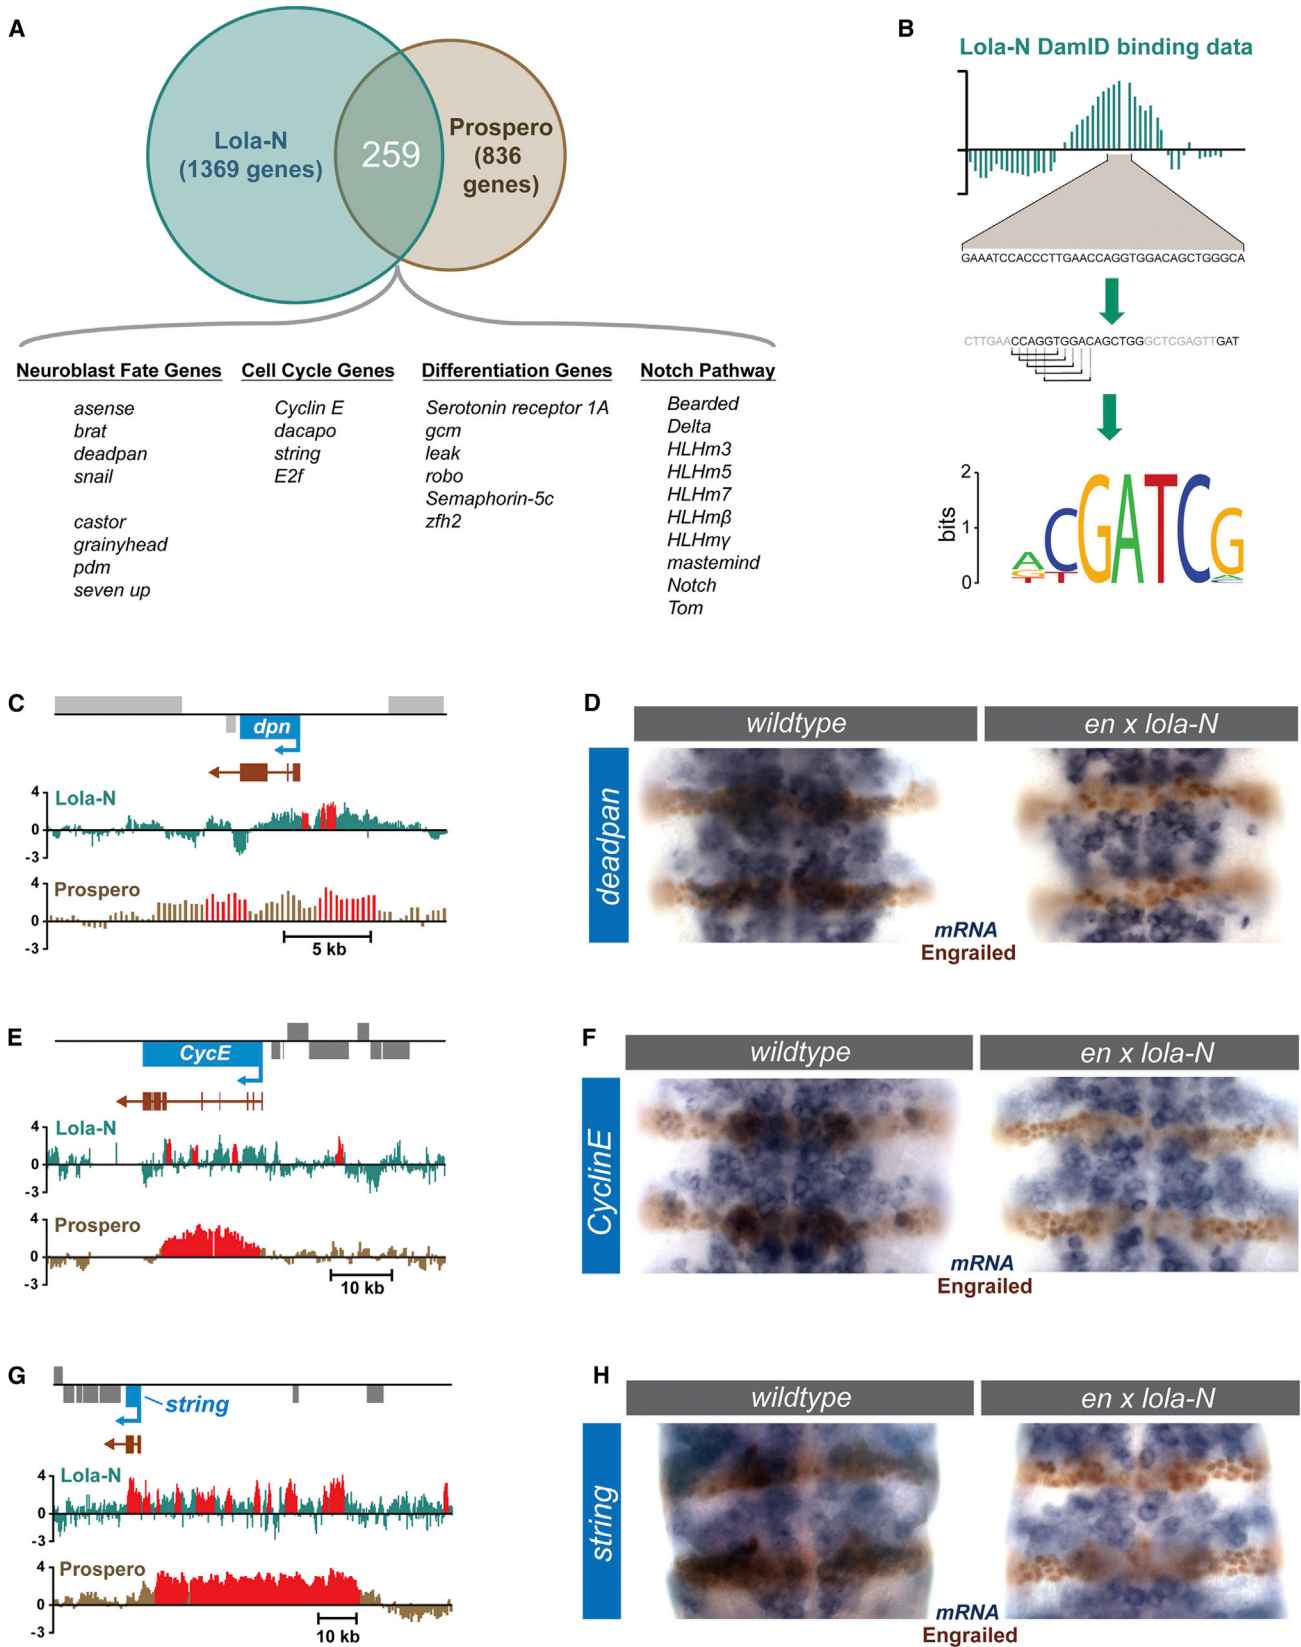 A
Lola-N
(1369 genes)
259
Prospero
(836
genes)
Neuroblast Fate Genes
asense
brat
deadpan
snail
castor
grainyhead
pdm
seven up
Cell Cycle Genes
Cyclin E
dacapo
string
E2f
Differentiation Genes
Serotonin receptor 1A
gcm
leak
robo
Semaphorin-5c
zfh2
Notch Pathway
Bearded
Delta
HLHm3
HLHm5
HLHm7
HLHmβ
HLHmγ
mastemind
Notch
Tom
B
Lola-N DamID binding data
GAAATCCACCCTTGAACCAGGTGGACAGCTGGGCA
CTTGAACCAGGTGGACAGCTGGGCTCGAGTTGAT
2
bits
1
0
ACGATCG
C
dpn
4
Lola-N
0
-3
4
Prospero
0
-3
5 kb
D
wildtype
en x lola-N
deadpan
mRNA
Engrailed
E
CycE
4
Lola-N
0
-3
4
Prospero
0
-3
10 kb
F
wildtype
en x lola-N
CyclinE
mRNA
Engrailed
G
string
4
Lola-N
0
-3
4
Prospero
0
-3
10 kb
H
wildtype
en x lola-N
string
mRNA
Engrailed